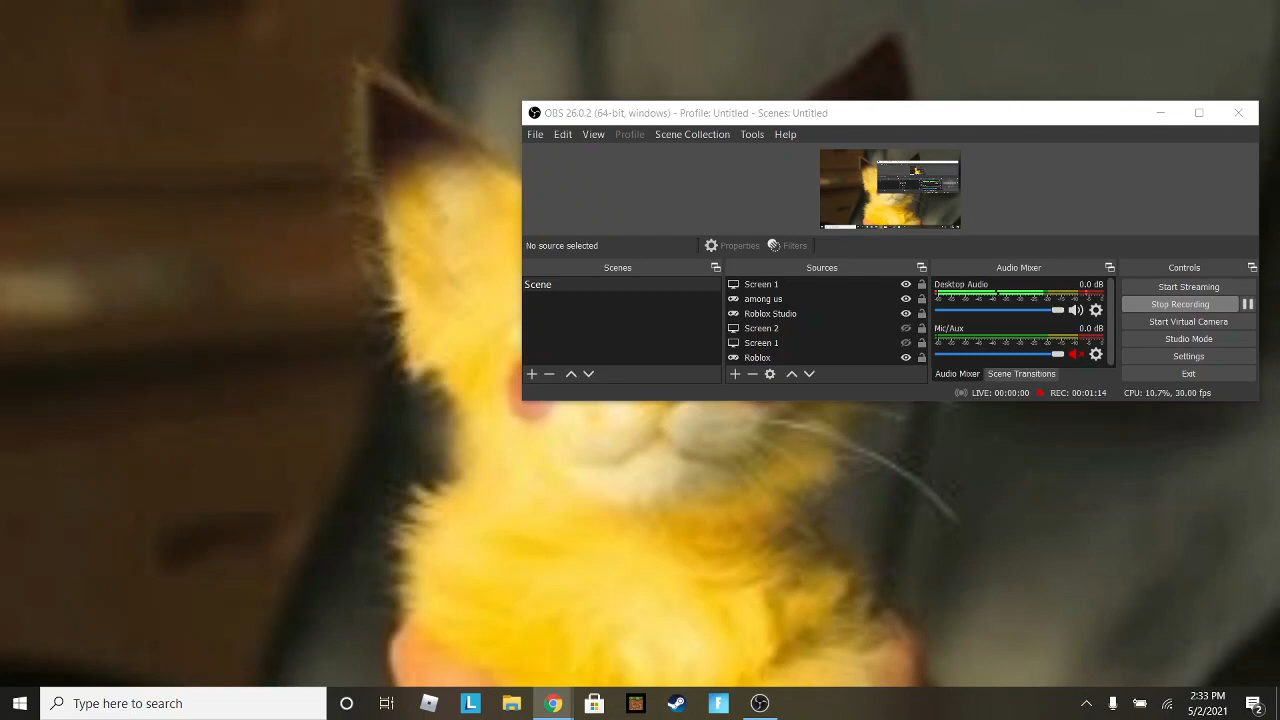 OBS 26.0.2 (64-bit, windows) - Profile: Untitled - Scenes: Untitled
File Edit View Profile Scene Collection Tools Help
No source selected Properties Filters
Scenes Sources Audio Mixer Controls
Scene
Screen 1
among us
Roblox Studio
Screen 2
Screen 1
Roblox
Desktop Audio 0.0 dB
Mic/Aux 0.0 dB
Audio Mixer Scene Transitions
Start Streaming
Stop Recording
Start Virtual Camera
Studio Mode
Settings
Exit
LIVE: 00:00:00 REC: 00:01:14 CPU: 10.7%, 30.00 fps
Type here to search
L
F
2:33 PM
5/2/2021
2